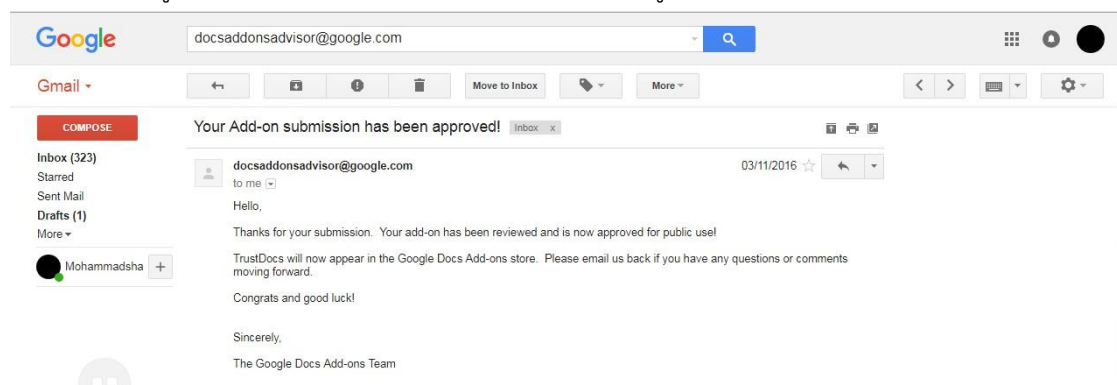 Google
docsaddonsadvisor@google.com
Gmail
Move to Inbox
More
COMPOSE
Your Add-on submission has been approved! Inbox x
Inbox (323)
Starred
Sent Mail
Drafts (1)
More
Mohammadsha +
docsaddonsadvisor@google.com 03/11/2016
to me
Hello,
Thanks for your submission. Your add-on has been reviewed and is now approved for public use!
TrustDocs will now appear in the Google Docs Add-ons store. Please email us back if you have any questions or comments
moving forward.
Congrats and good luck!
Sincerely,
The Google Docs Add-ons Team